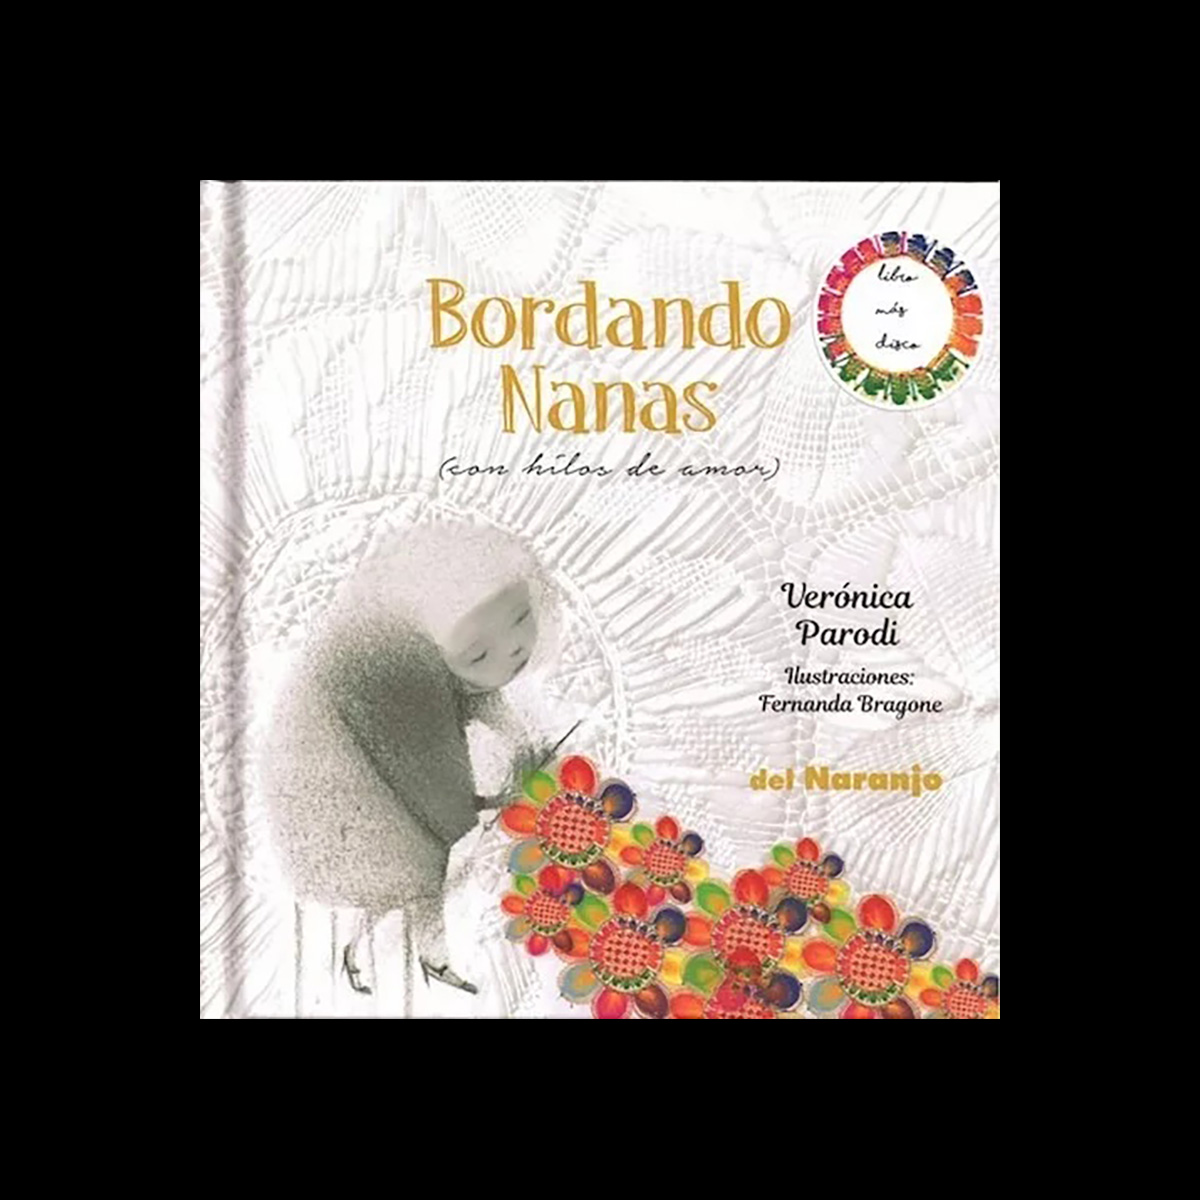 Bordando
Nanas
(con hilos de amor)
libro
más
disco
Verónica
Parodi
Ilustraciones:
Fernanda Bragone
del Naranjo